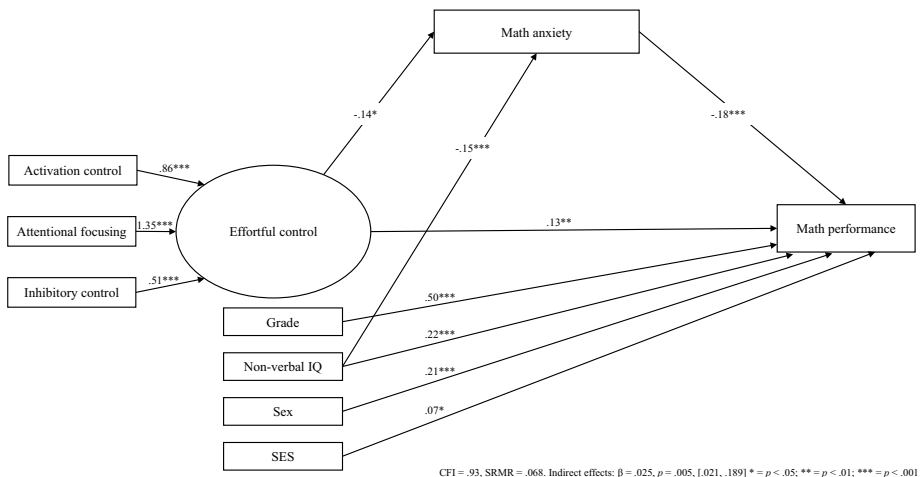 Math anxiety
-.14*
-.18***
-.15***
Activation control
.86***
Attentional focusing
1.35***
Effortful control
.13**
Math performance
Inhibitory control
.51***
Grade
.50***
Non-verbal IQ
.22***
Sex
.21***
SES
.07*
CFI = .93, SRMR = .068. Indirect effects: β = .025, p = .005, [.021, .189] * = p < .05; ** = p < .01; *** = p < .001